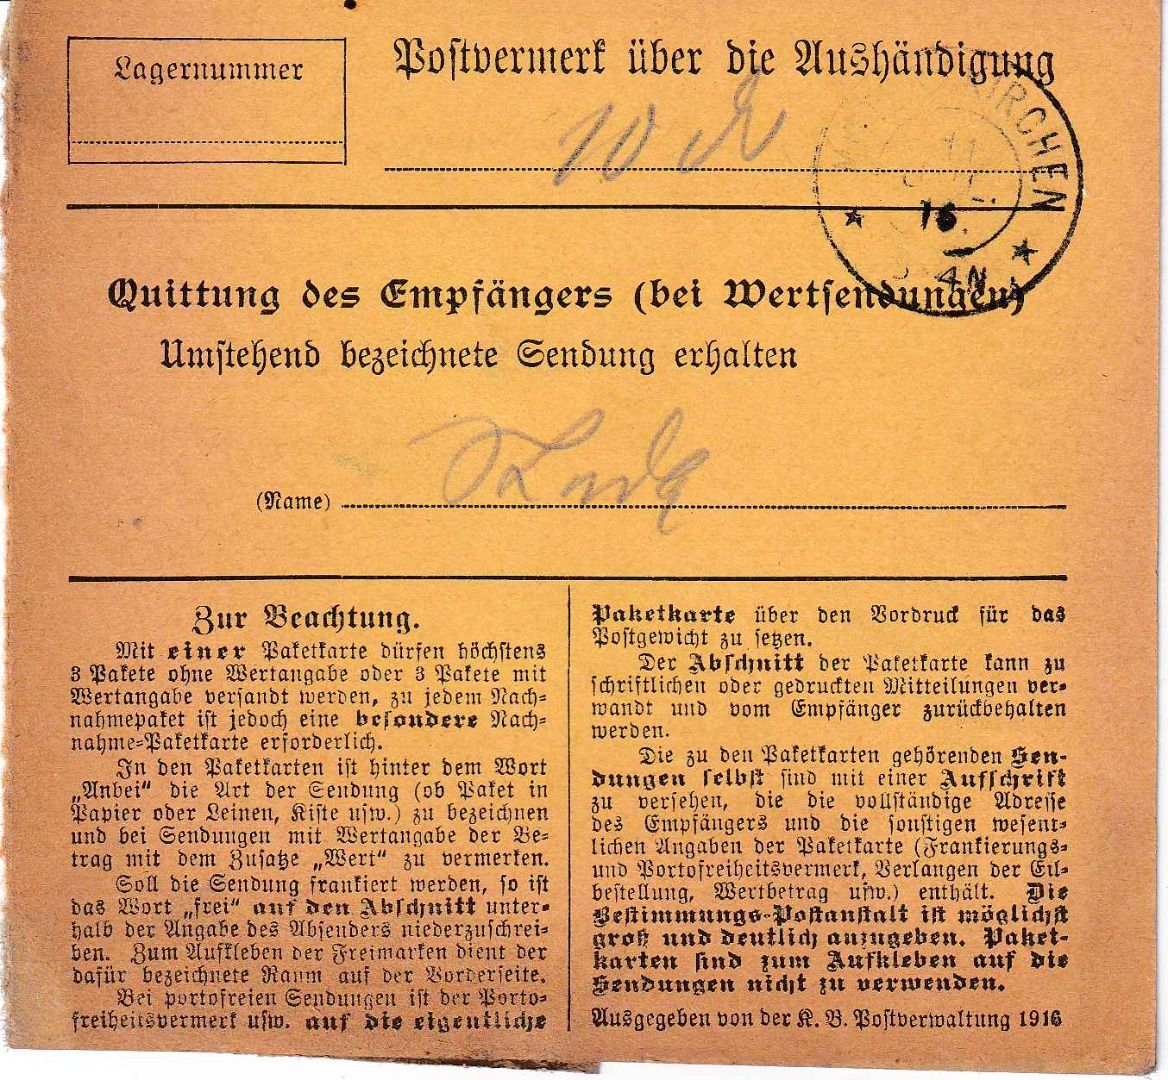 Lagernummer
Postvermerk über die Aushändigung
10
IRCHEN
11
16
4 N
Quittung des Empfängers (bei Wertsendungen)
Umstehend bezeichnete Sendung erhalten
(Name)
Zur Beachtung.
Mit einer Paketkarte dürfen höchstens
3 Pakete ohne Wertangabe oder 3 Pakete mit
Wertangabe versandt werden, zu jedem Nach-
nahmepaket ist jedoch eine besondere Nach-
nahme-Paketkarte erforderlich.
In den Paketkarten ist hinter dem Wort
„Anbei" die Art der Sendung (ob Paket in
Papier oder Leinen, Kiste usw.) zu bezeichnen
und bei Sendungen mit Wertangabe der Be-
trag mit dem Zusatze „Wert" zu vermerken.
Soll die Sendung frankiert werden, so ist
das Wort „frei" auf den Abschnitt unter-
halb der Angabe des Absenders niederzuschrei-
ben. Zum Aufkleben der Freimarken dient der
dafür bezeichnete Raum auf der Vorderseite.
Bei portofreien Sendungen ist der Porto-
freiheitsvermerk usw. auf die eigentliche
Paketkarte über den Vordruck für das
Postgewicht zu setzen.
Der Abschnitt der Paketkarte kann zu
schriftlichen oder gedruckten Mitteilungen ver-
wandt und vom Empfänger zurückbehalten
werden.
Die zu den Paketkarten gehörenden Sen-
dungen selbst sind mit einer Aufschrift
zu versehen, die die vollständige Adresse
des Empfängers und die sonstigen wesent-
lichen Angaben der Paketkarte (Frankierungs-
und Portofreiheitsvermerk, Verlangen der Eil-
bestellung, Wertbetrag usw.) enthält. Die
Bestimmungs-Postanstalt ist möglichst
groß und deutlich anzugeben. Paket-
karten sind zum Aufkleben auf die
Sendungen nicht zu verwenden.
Ausgegeben von der K. B. Postverwaltung 1916